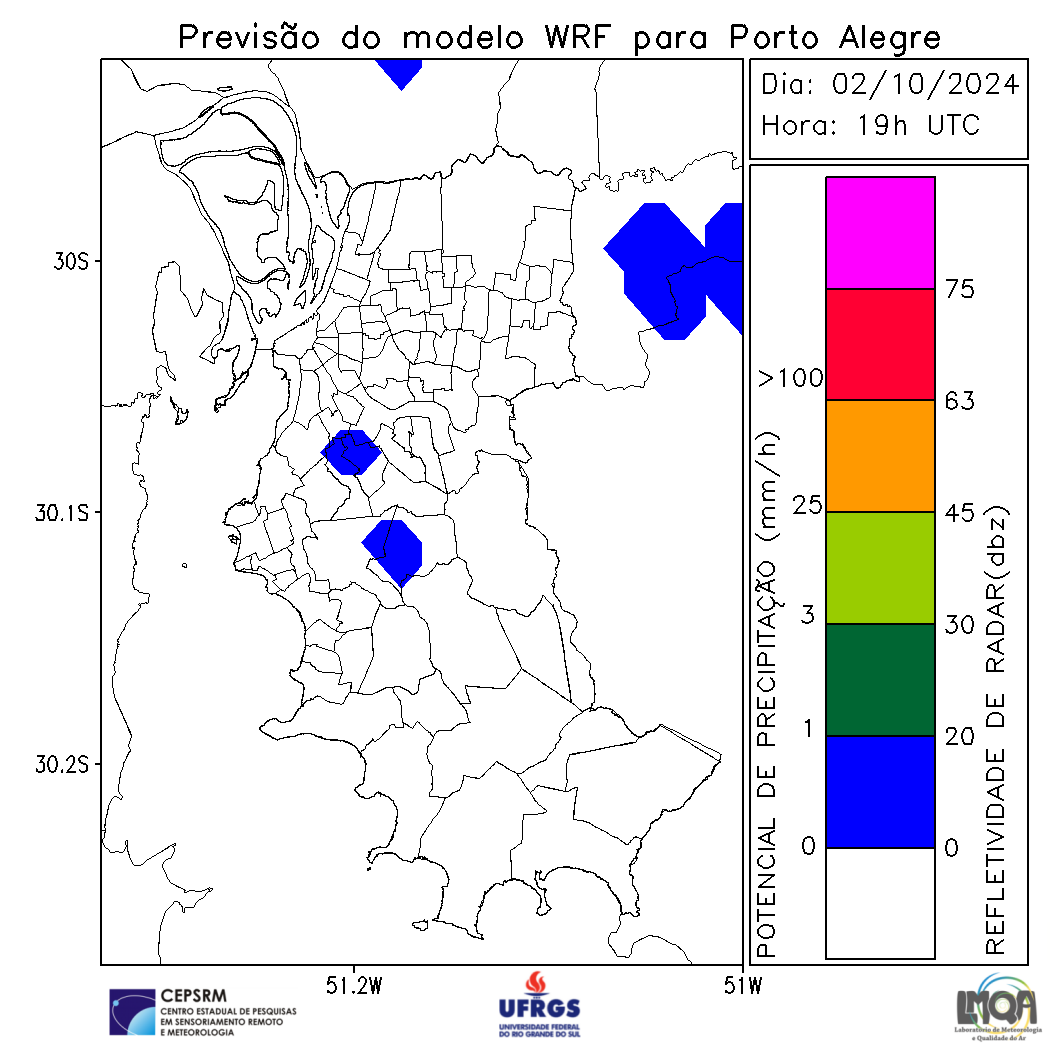 Previsão do modelo WRF para Porto Alegre
Dia: 02/10/2024
Hora: 19h UTC
30S
30.1S
30.2S
51.2W
51W
POTENCIAL DE PRECIPITAÇÃO (mm/h)
>100
25
3
1
0
75
63
45
30
20
0
REFLETIVIDADE DE RADAR(dbz)
CEPSRM
CENTRO ESTADUAL DE PESQUISAS
EM SENSORIAMENTO REMOTO
E METEOROLOGIA
UFRGS
UNIVERSIDADE FEDERAL
DO RIO GRANDE DO SUL
LMQA
Laboratório de Meteorologia
e Qualidade do Ar